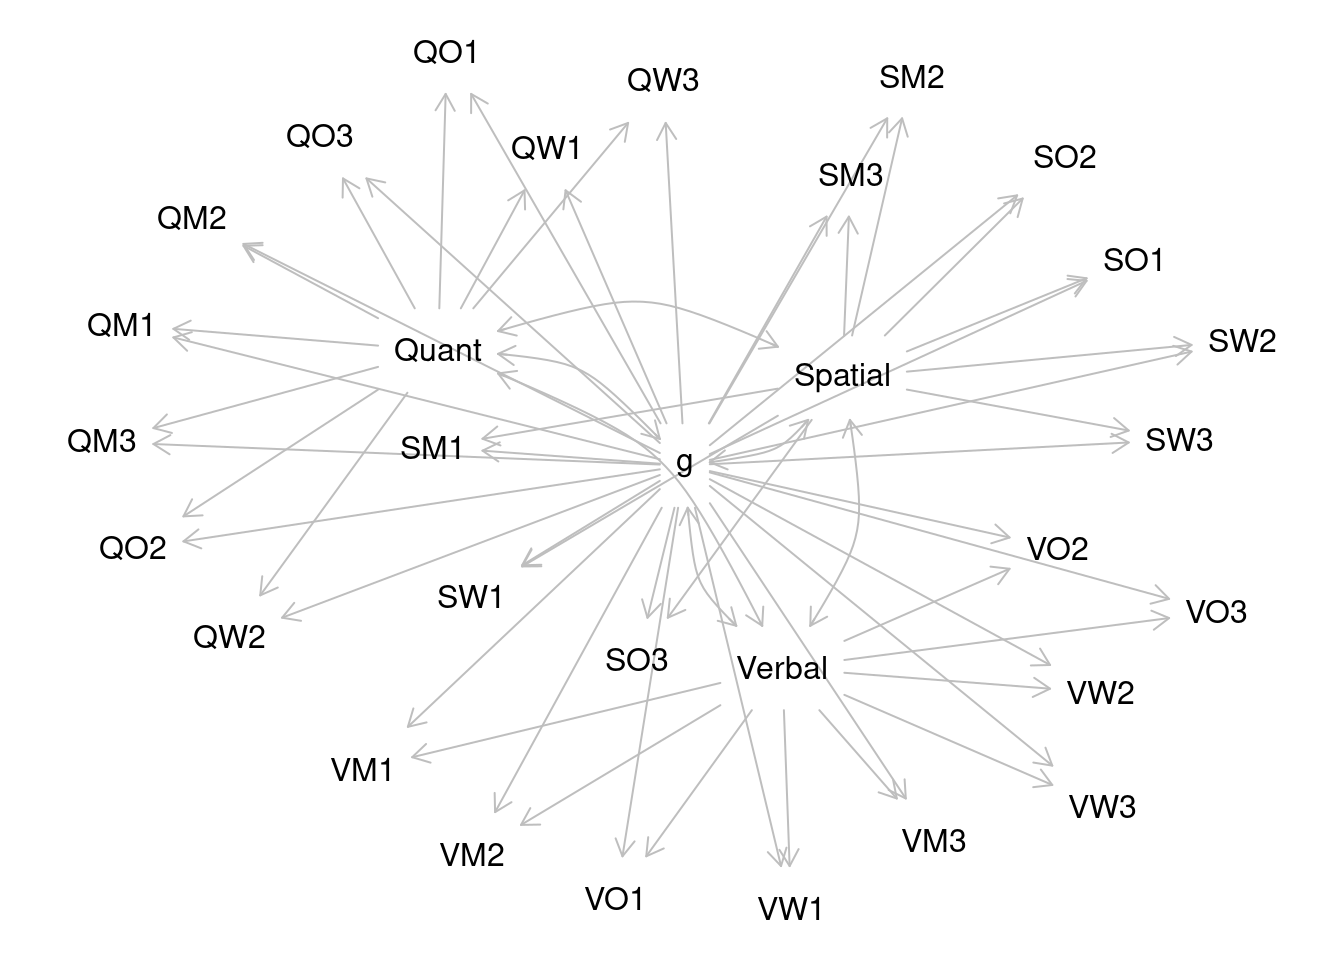 QO1
QW3
SM2
QO3
QW1
SO2
SM3
QM2
SO1
QM1
SW2
Quant
Spatial
QM3
SM1
SW3
g
QO2
VO2
SW1
VO3
QW2
SO3
Verbal
VW2
VM1
VW3
VM3
VM2
VO1
VW1